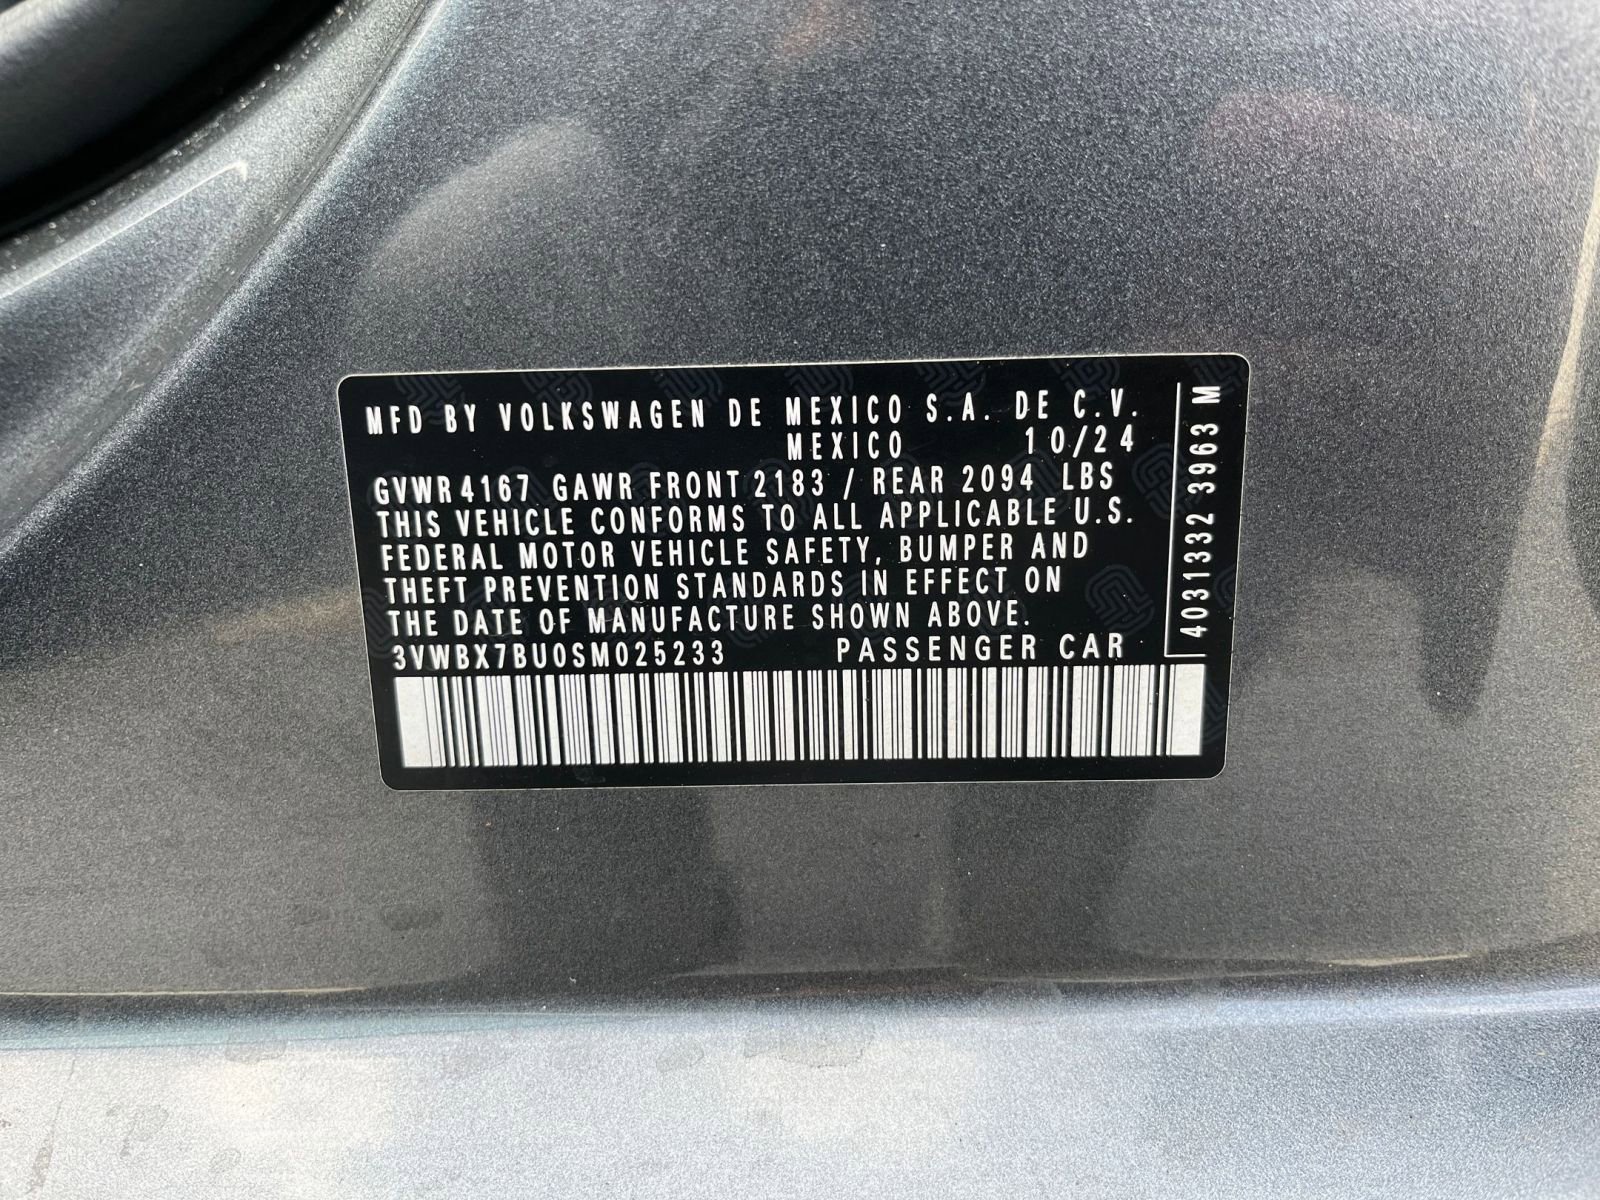 MFD BY VOLKSWAGEN DE MEXICO S.A. DE C.V.
MEXICO 10/24
GVWR 4167 GAWR FRONT 2183 / REAR 2094 LBS
THIS VEHICLE CONFORMS TO ALL APPLICABLE U.S.
FEDERAL MOTOR VEHICLE SAFETY, BUMPER AND
THEFT PREVENTION STANDARDS IN EFFECT ON
THE DATE OF MANUFACTURE SHOWN ABOVE.
3VWBX7BU0SM025233 PASSENGER CAR
4031332 3963 M